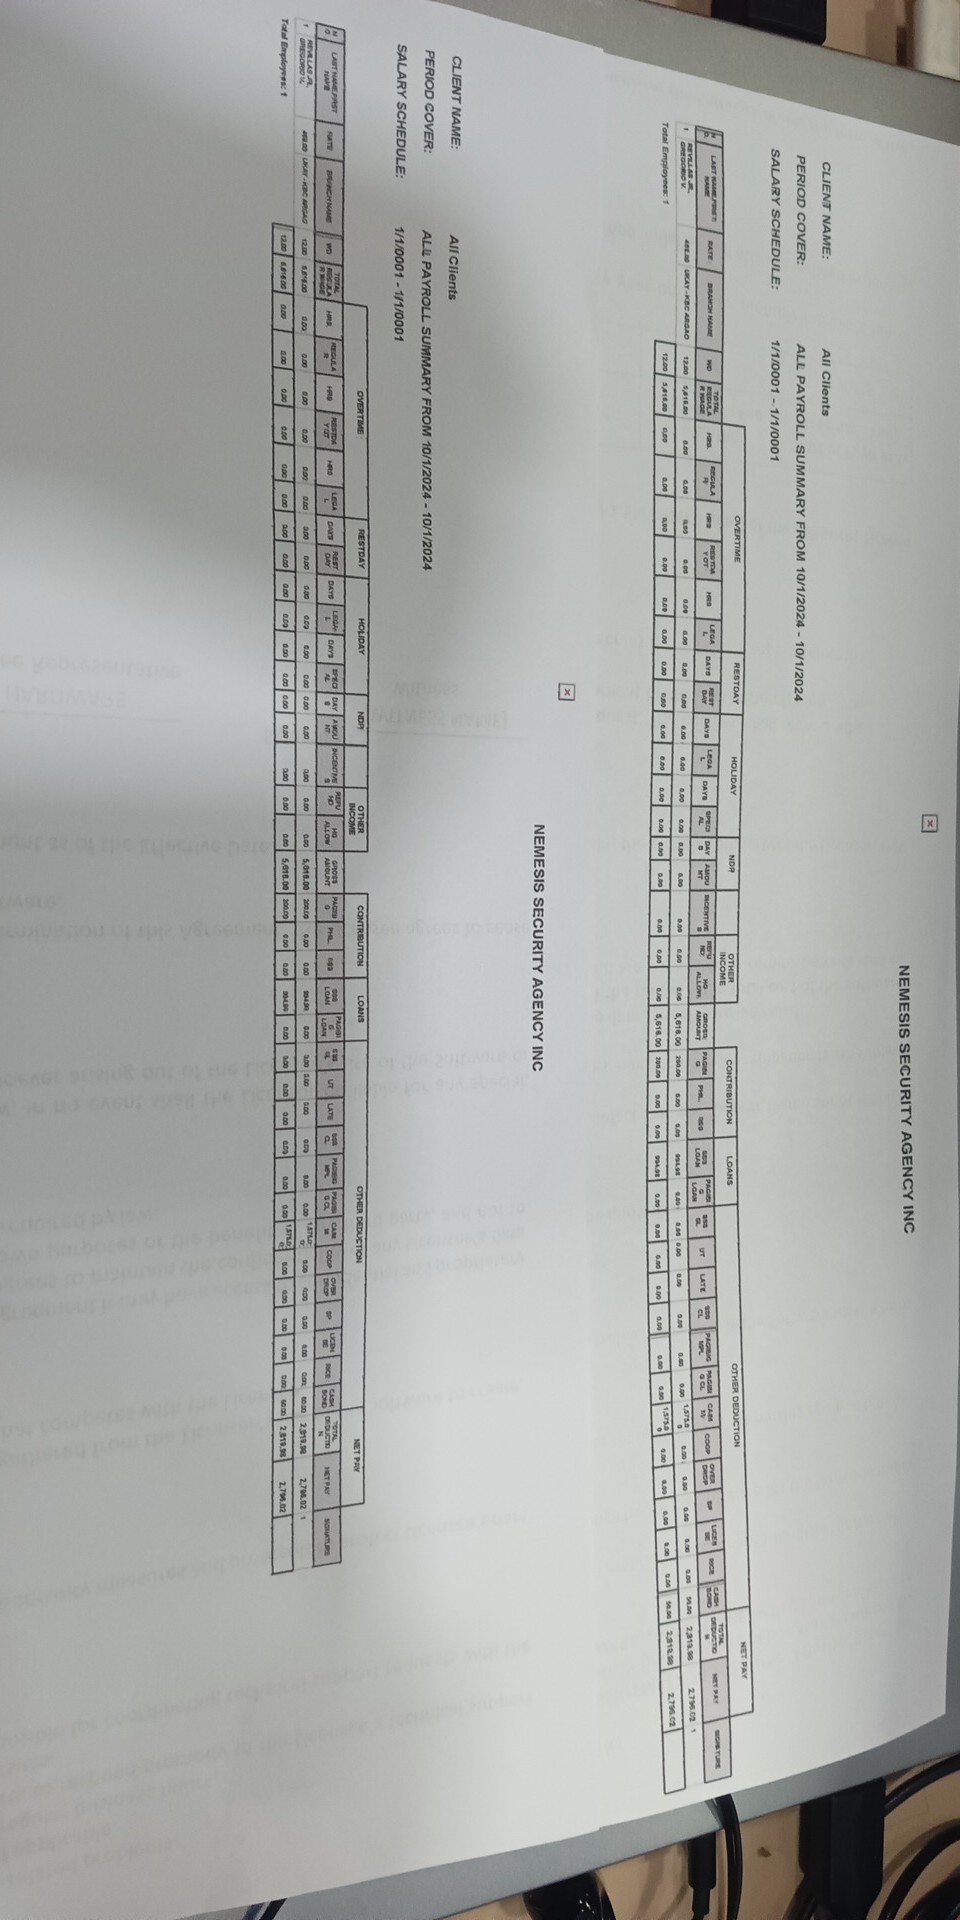 NEMESIS SECURITY AGENCY INC
CLIENT NAME: All Clients
PERIOD COVER: ALL PAYROLL SUMMARY FROM 10/1/2024 - 10/1/2024
SALARY SCHEDULE: 1/1/0001 - 1/1/0001
OVERTIME RESTDAY HOLIDAY NDP OTHER INCOME CONTRIBUTION LOANS OTHER DEDUCTION NET PAY
NO. LAST NAME,FIRST NAME RATE BRANCH NAME WD TOTAL REGULAR WAGE HRS REGULAR HRS RESTDAY OT HRS LEGAL DAYS REST DAY DAYS LEGAL DAYS SPECIAL DAYS AMOUNT INCENTIVES REFUND HG ALLOW GROSS AMOUNT PAGIBIG PHIL SSS SSS LOAN PAGIBIG LOAN SSS SL UT LATE SSS CL PAGIBIG MPL PAGIBIG CL CASH COOP OVER DROP SP LICENSE RICE CASH BOND TOTAL DEDUCTION NET PAY SIGNATURE
1 REVILLAS JR., GREGORIO V. 468.00 UKAY - KBC ARGAO 12.00 5,616.00 0.00 0.00 0.00 0.00 0.00 0.00 0.00 0.00 0.00 0.00 0.00 0.00 0.00 0.00 0.00 0.00 0.00 5,616.00 200.00 0.00 0.00 994.98 0.00 0.00 0.00 0.00 0.00 0.00 0.00 1,575.00 0.00 0.00 0.00 0.00 0.00 50.00 2,819.98 2,796.02 1
Total Employees: 1 12.00 5,616.00 0.00 0.00 0.00 0.00 0.00 0.00 0.00 0.00 0.00 0.00 0.00 0.00 0.00 0.00 0.00 0.00 0.00 5,616.00 200.00 0.00 0.00 994.98 0.00 0.00 0.00 0.00 0.00 0.00 0.00 1,575.00 0.00 0.00 0.00 0.00 0.00 50.00 2,819.98 2,796.02
NEMESIS SECURITY AGENCY INC
CLIENT NAME: All Clients
PERIOD COVER: ALL PAYROLL SUMMARY FROM 10/1/2024 - 10/1/2024
SALARY SCHEDULE: 1/1/0001 - 1/1/0001
OVERTIME RESTDAY HOLIDAY NDP OTHER INCOME CONTRIBUTION LOANS OTHER DEDUCTION NET PAY
NO LAST NAME,FIRST NAME RATE BRANCH NAME WD TOTAL REGULAR WAGE HRS REGULAR HRS RESTDAY OT HRS LEGAL DAYS REST DAY DAYS LEGAL DAYS SPECIAL DAYS AMOUNT INCENTIVES REFUND HG ALLOW GROSS AMOUNT PAGIBIG PHIL SSS SSS LOAN PAGIBIG LOAN SSS SL UT LATE SSS CL PAGIBIG MPL PAGIBIG CL COOP OVER DROP SP LICENSE RICE CASH BOND TOTAL DEDUCTION NET PAY SIGNATURE
1 REVILLAS JR., GREGORIO V. 468.00 UKAY - KBC ARGAO 12.00 5,616.00 0.00 0.00 0.00 0.00 0.00 0.00 0.00 0.00 0.00 0.00 0.00 0.00 0.00 0.00 0.00 0.00 0.00 5,616.00 200.00 0.00 0.00 994.98 0.00 0.00 0.00 0.00 0.00 0.00 0.00 1,575.00 0.00 0.00 0.00 0.00 0.00 50.00 2,819.98 2,796.02 1
Total Employees: 1 12.00 5,616.00 0.00 0.00 0.00 0.00 0.00 0.00 0.00 0.00 0.00 0.00 0.00 0.00 0.00 0.00 0.00 0.00 0.00 5,616.00 200.00 0.00 0.00 994.98 0.00 0.00 0.00 0.00 0.00 0.00 0.00 1,575.00 0.00 0.00 0.00 0.00 0.00 50.00 2,819.98 2,796.02